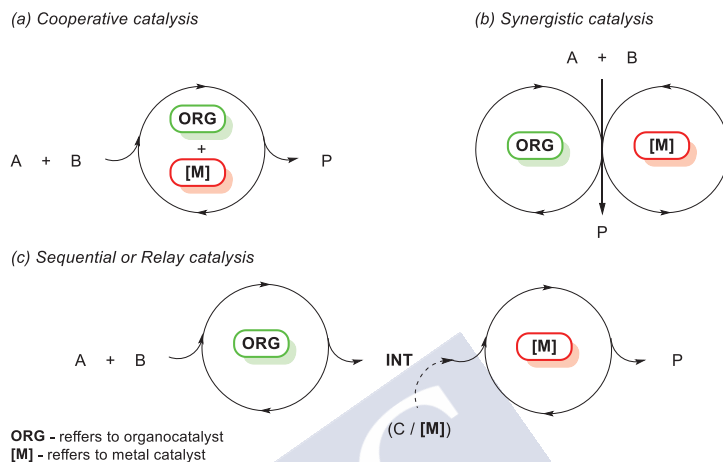 (a) Cooperative catalysis
A + B
ORG
+
[M]
P
(b) Synergistic catalysis
A + B
ORG
[M]
P
(c) Sequential or Relay catalysis
A + B
ORG
INT
(C / [M])
[M]
P
ORG - reffers to organocatalyst
[M] - reffers to metal catalyst